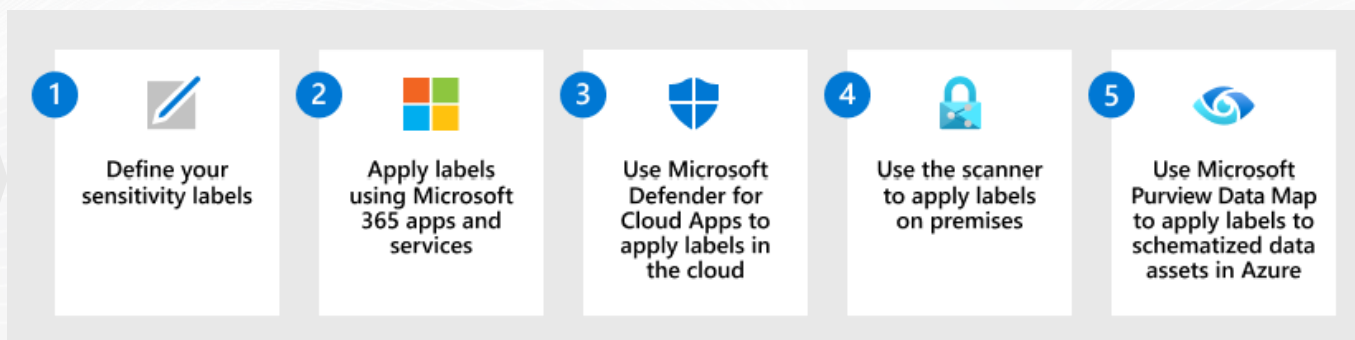 1
Define your
sensitivity labels
2
Apply labels
using Microsoft
365 apps and
services
3
Use Microsoft
Defender for
Cloud Apps to
apply labels in
the cloud
4
Use the scanner
to apply labels
on premises
5
Use Microsoft
Purview Data Map
to apply labels to
schematized data
assets in Azure